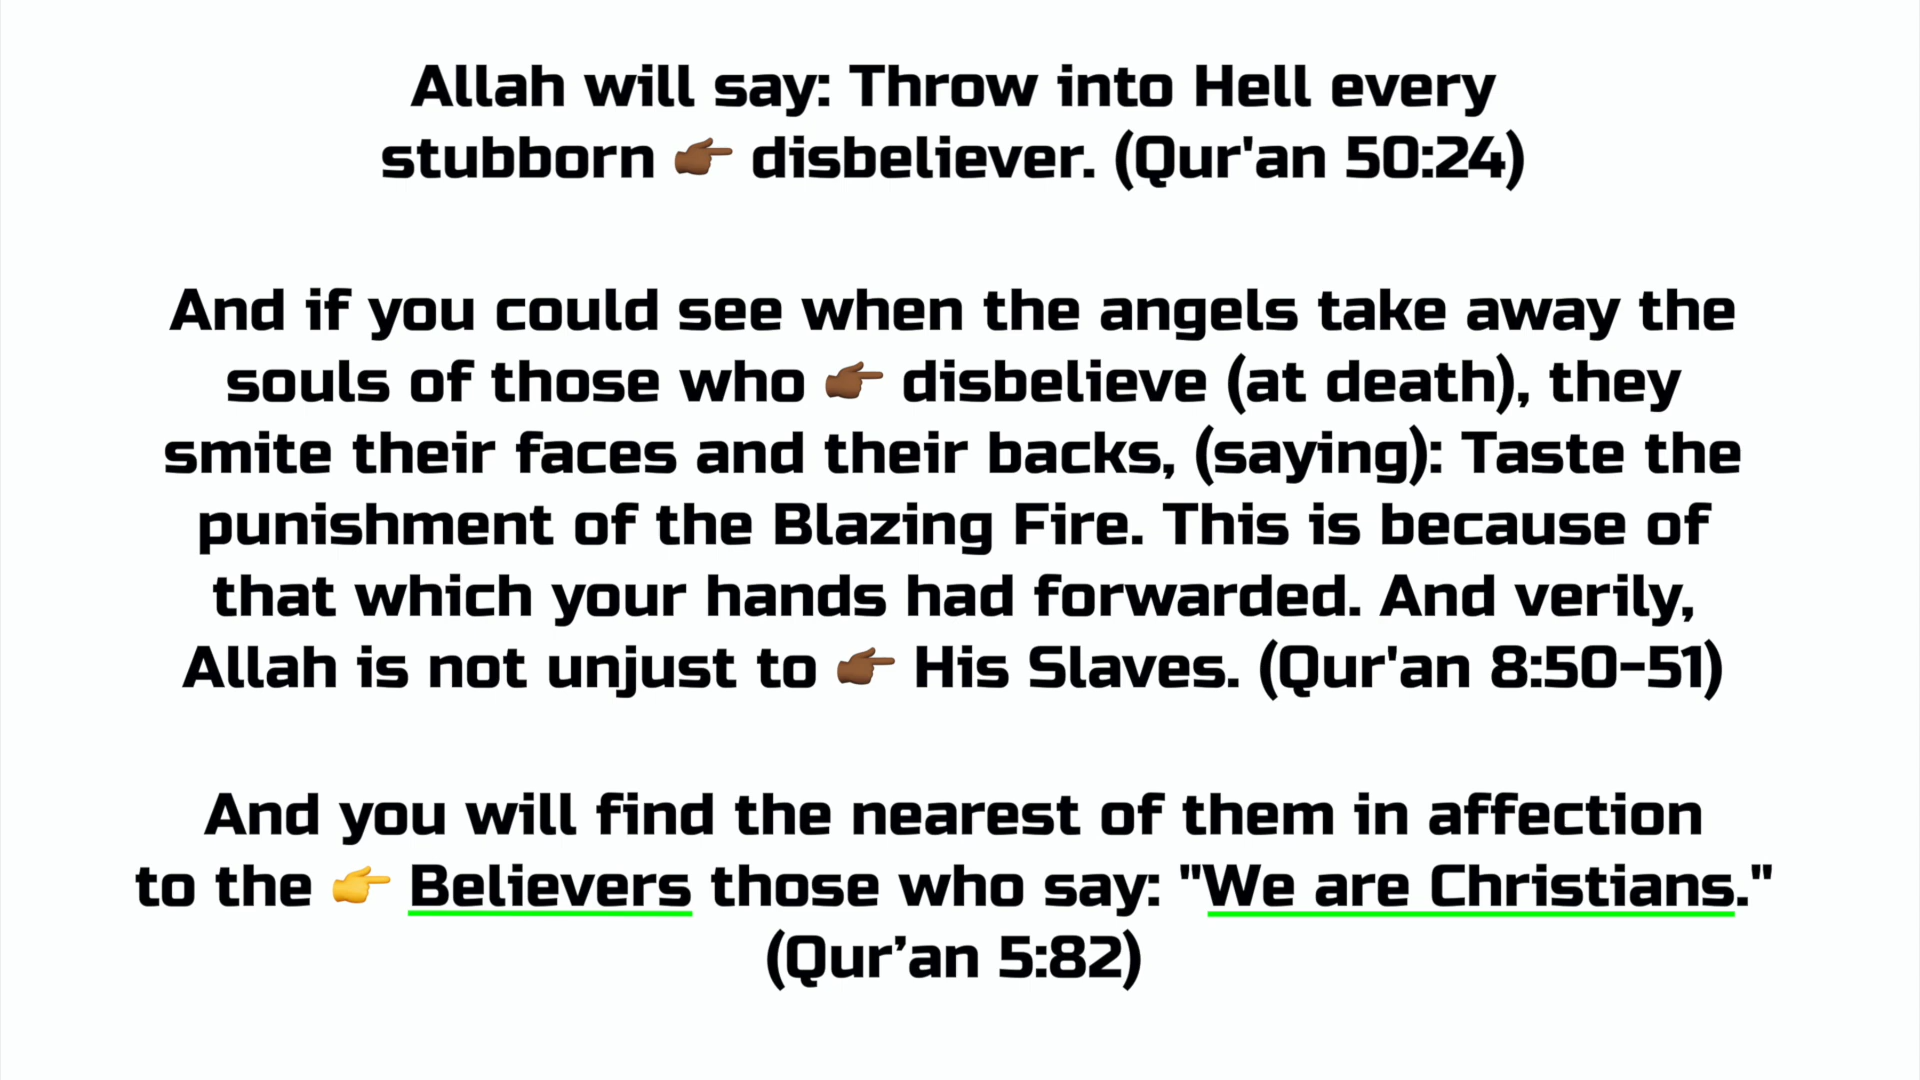 Allah will say: Throw into Hell every
stubborn 👉🏾 disbeliever. (Qur'an 50:24)
And if you could see when the angels take away the
souls of those who 👉🏾 disbelieve (at death), they
smite their faces and their backs, (saying): Taste the
punishment of the Blazing Fire. This is because of
that which your hands had forwarded. And verily,
Allah is not unjust to 👉🏾 His Slaves. (Qur'an 8:50-51)
And you will find the nearest of them in affection
to the 👉 Believers those who say: "We are Christians."
(Qur’an 5:82)